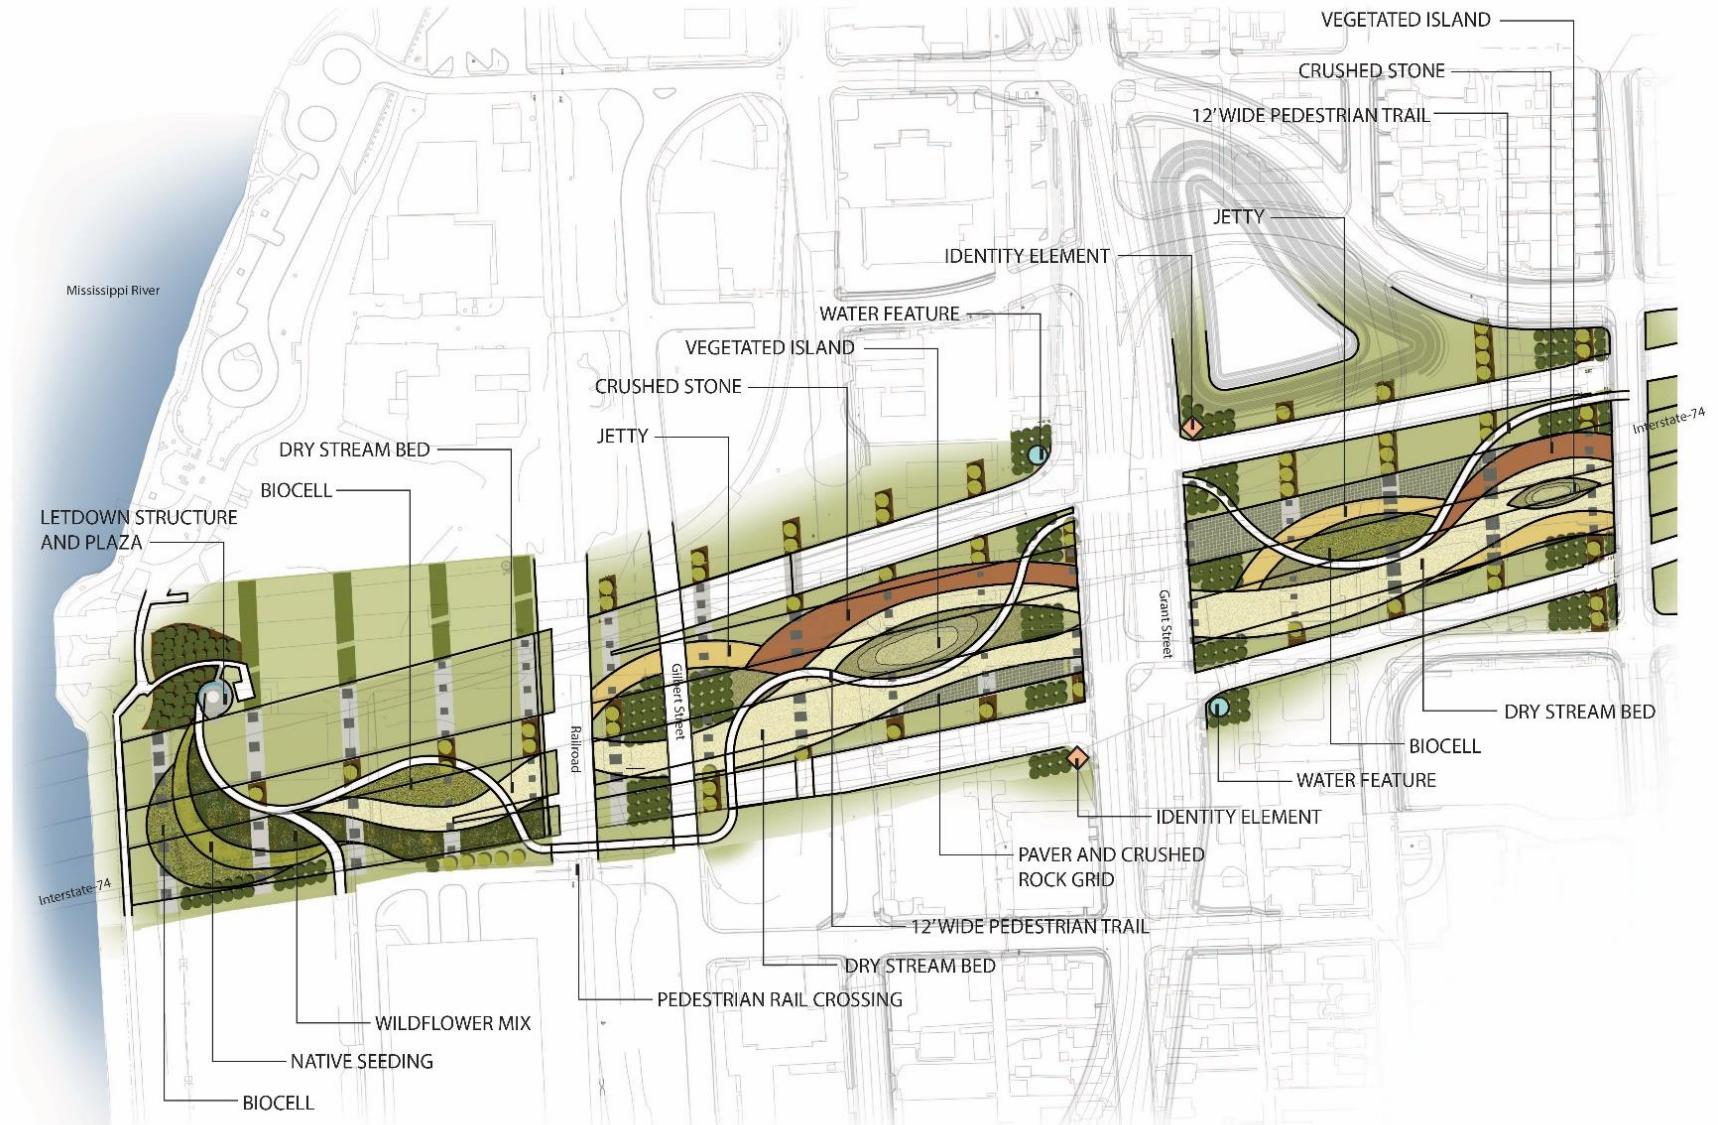 VEGETATED ISLAND
CRUSHED STONE
12' WIDE PEDESTRIAN TRAIL
JETTY
IDENTITY ELEMENT
Mississippi River
WATER FEATURE
VEGETATED ISLAND
CRUSHED STONE
Interstate-74
JETTY
DRY STREAM BED
BIOCELL
LETDOWN STRUCTURE
AND PLAZA
Grant Street
Gilbert Street
Railroad
DRY STREAM BED
BIOCELL
WATER FEATURE
IDENTITY ELEMENT
PAVER AND CRUSHED
ROCK GRID
Interstate-74
12' WIDE PEDESTRIAN TRAIL
DRY STREAM BED
PEDESTRIAN RAIL CROSSING
WILDFLOWER MIX
NATIVE SEEDING
BIOCELL